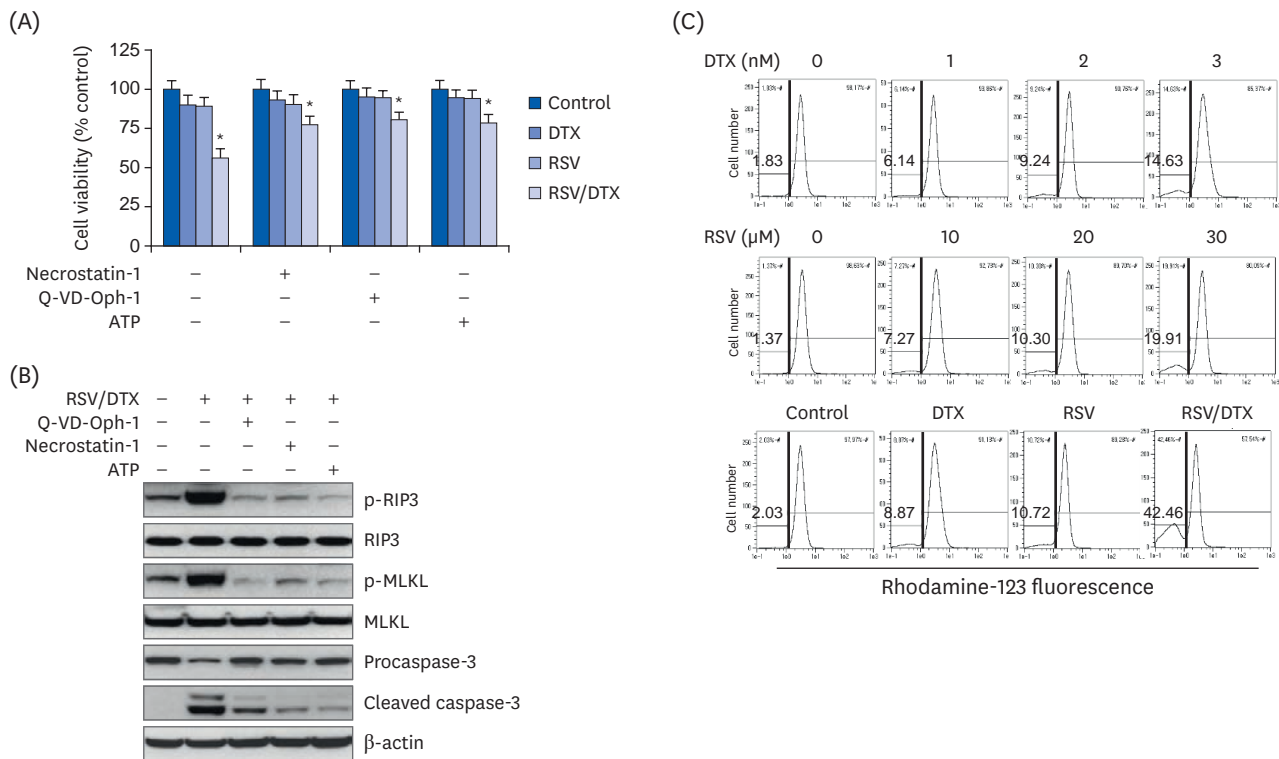 (A)
125
100
75
50
25
0
Cell viability (% control)
*
*
*
*
Control
DTX
RSV
RSV/DTX
Necrostatin-1 – + – –
Q-VD-Oph-1 – – + –
ATP – – – +
(B)
RSV/DTX – + + + +
Q-VD-Oph-1 – – + – –
Necrostatin-1 – – – + –
ATP – – – – +
p-RIP3
RIP3
p-MLKL
MLKL
Procaspase-3
Cleaved caspase-3
β-actin
(C)
DTX (nM) 0 1 2 3
Cell number
1.83 6.14 9.24 14.63
RSV (µM) 0 10 20 30
Cell number
1.37 7.27 10.30 19.91
Control DTX RSV RSV/DTX
Cell number
2.03 8.87 10.72 42.46
Rhodamine-123 fluorescence